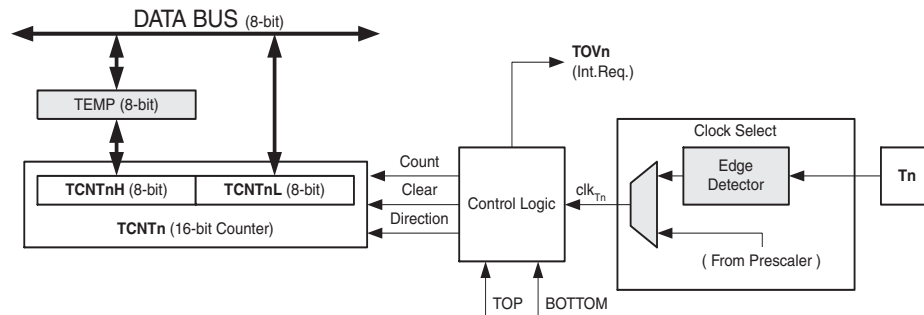 DATA BUS (8-bit)
TOVn
(Int.Req.)
TEMP (8-bit)
Clock Select
Count
Edge
Detector
Tn
TCNTnH (8-bit) TCNTnL (8-bit)
Clear
Control Logic
clkTn
TCNTn (16-bit Counter)
Direction
( From Prescaler )
TOP
BOTTOM